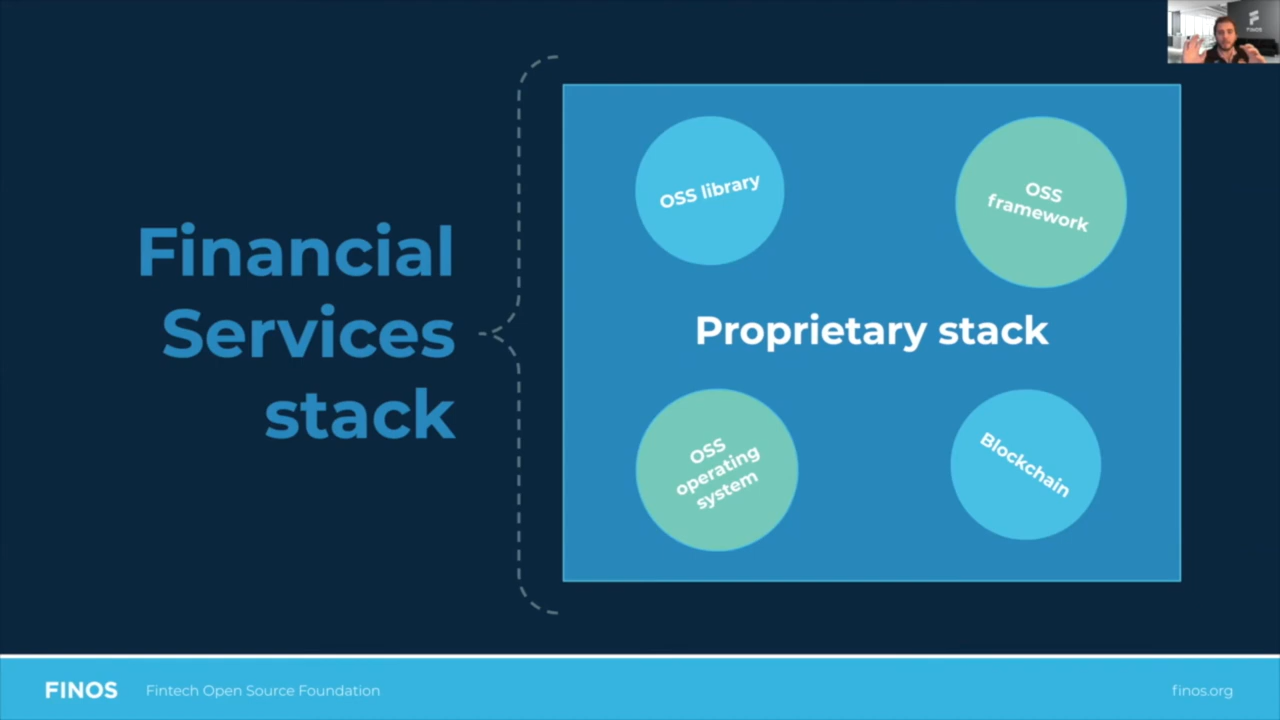 Financial
Services
stack
OSS library
OSS
framework
Proprietary stack
OSS
operating
system
Blockchain
FINOS
Fintech Open Source Foundation
finos.org
FINOS